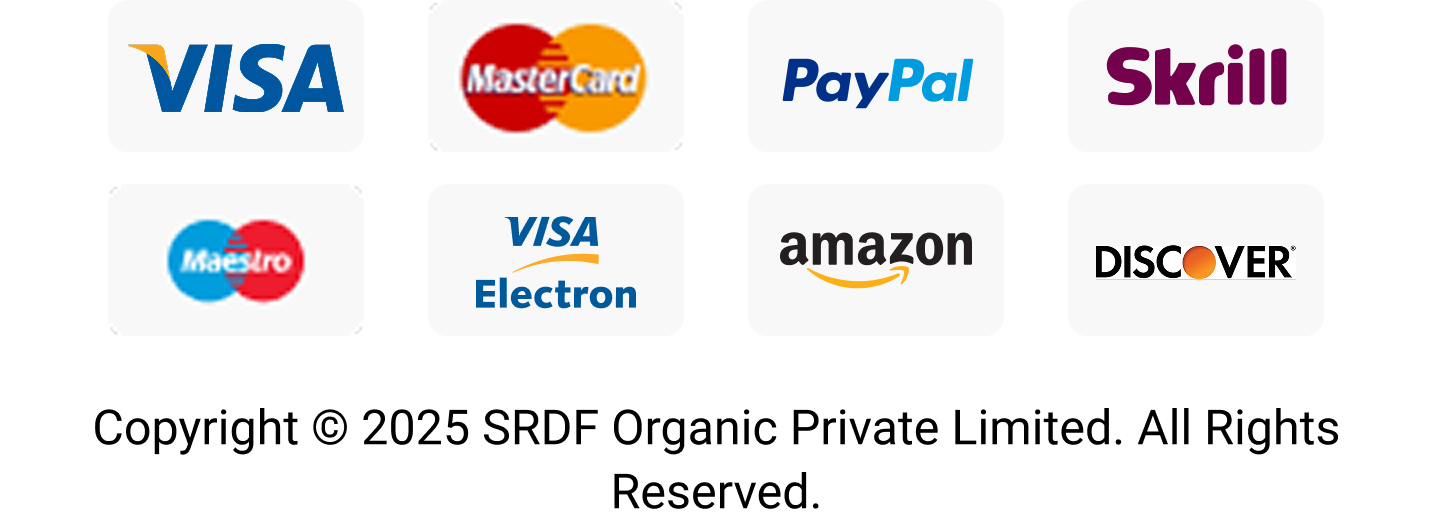 VISA
MasterCard
PayPal
Skrill
Maestro
VISA
Electron
amazon
DISCOVER®
Copyright © 2025 SRDF Organic Private Limited. All Rights
Reserved.